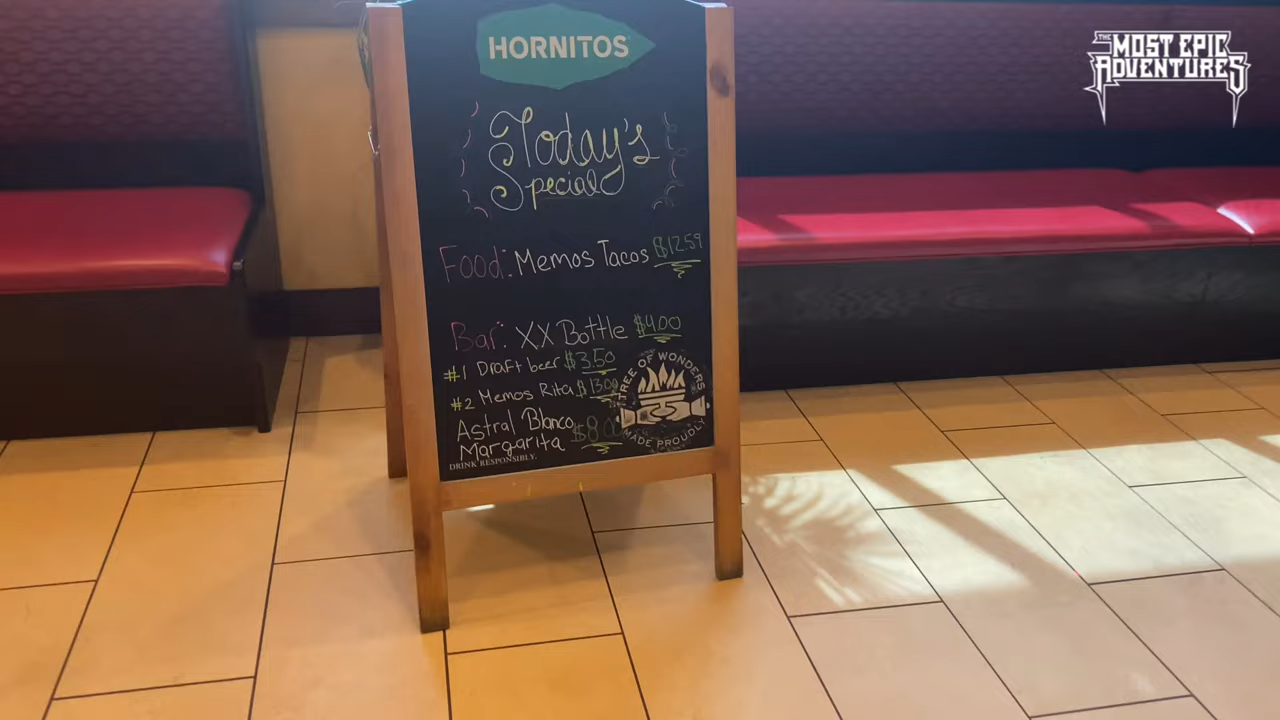 HORNITOS
THE
MOST EPIC
ADVENTURES
Today's
Special
Food: Memos Tacos $12.59
Bar: XX Bottle $4.00
#1 Draft beer $3.50
#2 Memos Rita $13.00
Astral Blanco
Margarita $8.00
TREE OF WONDERS
MADE PROUDLY
DRINK RESPONSIBLY.